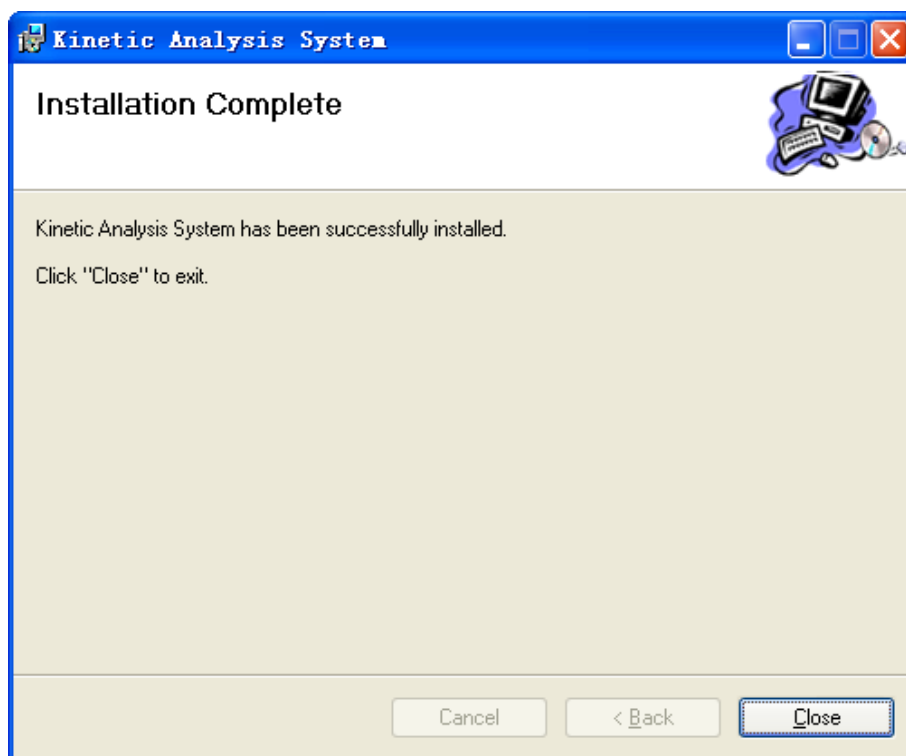 Kinetic Analysis System
Installation Complete
Kinetic Analysis System has been successfully installed.
Click "Close" to exit.
Cancel
< Back
Close